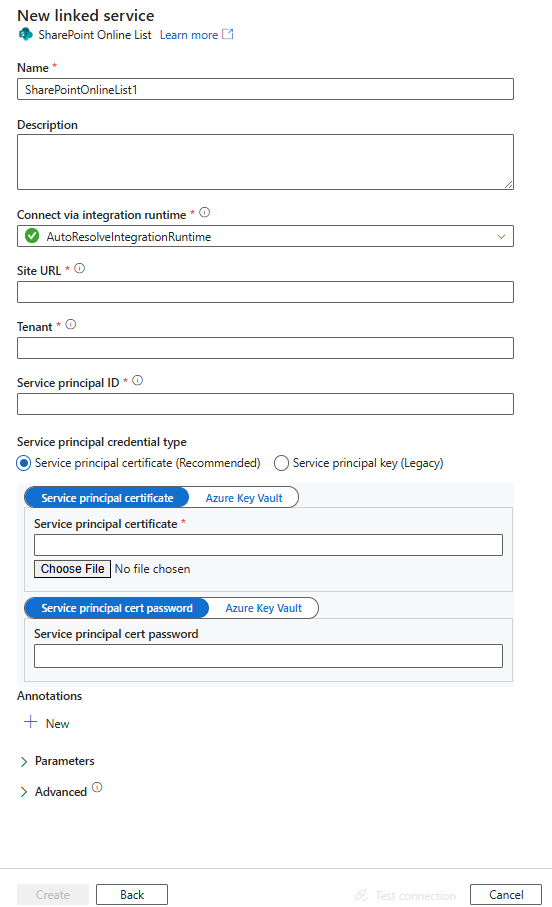 New linked service
SharePoint Online List Learn more
Name *
SharePointOnlineList1
Description
Connect via integration runtime *
AutoResolveIntegrationRuntime
Site URL *
Tenant *
Service principal ID *
Service principal credential type
Service principal certificate (Recommended) Service principal key (Legacy)
Service principal certificate Azure Key Vault
Service principal certificate *
Choose File No file chosen
Service principal cert password Azure Key Vault
Service principal cert password
Annotations
+ New
Parameters
Advanced
Create Back Test connection Cancel